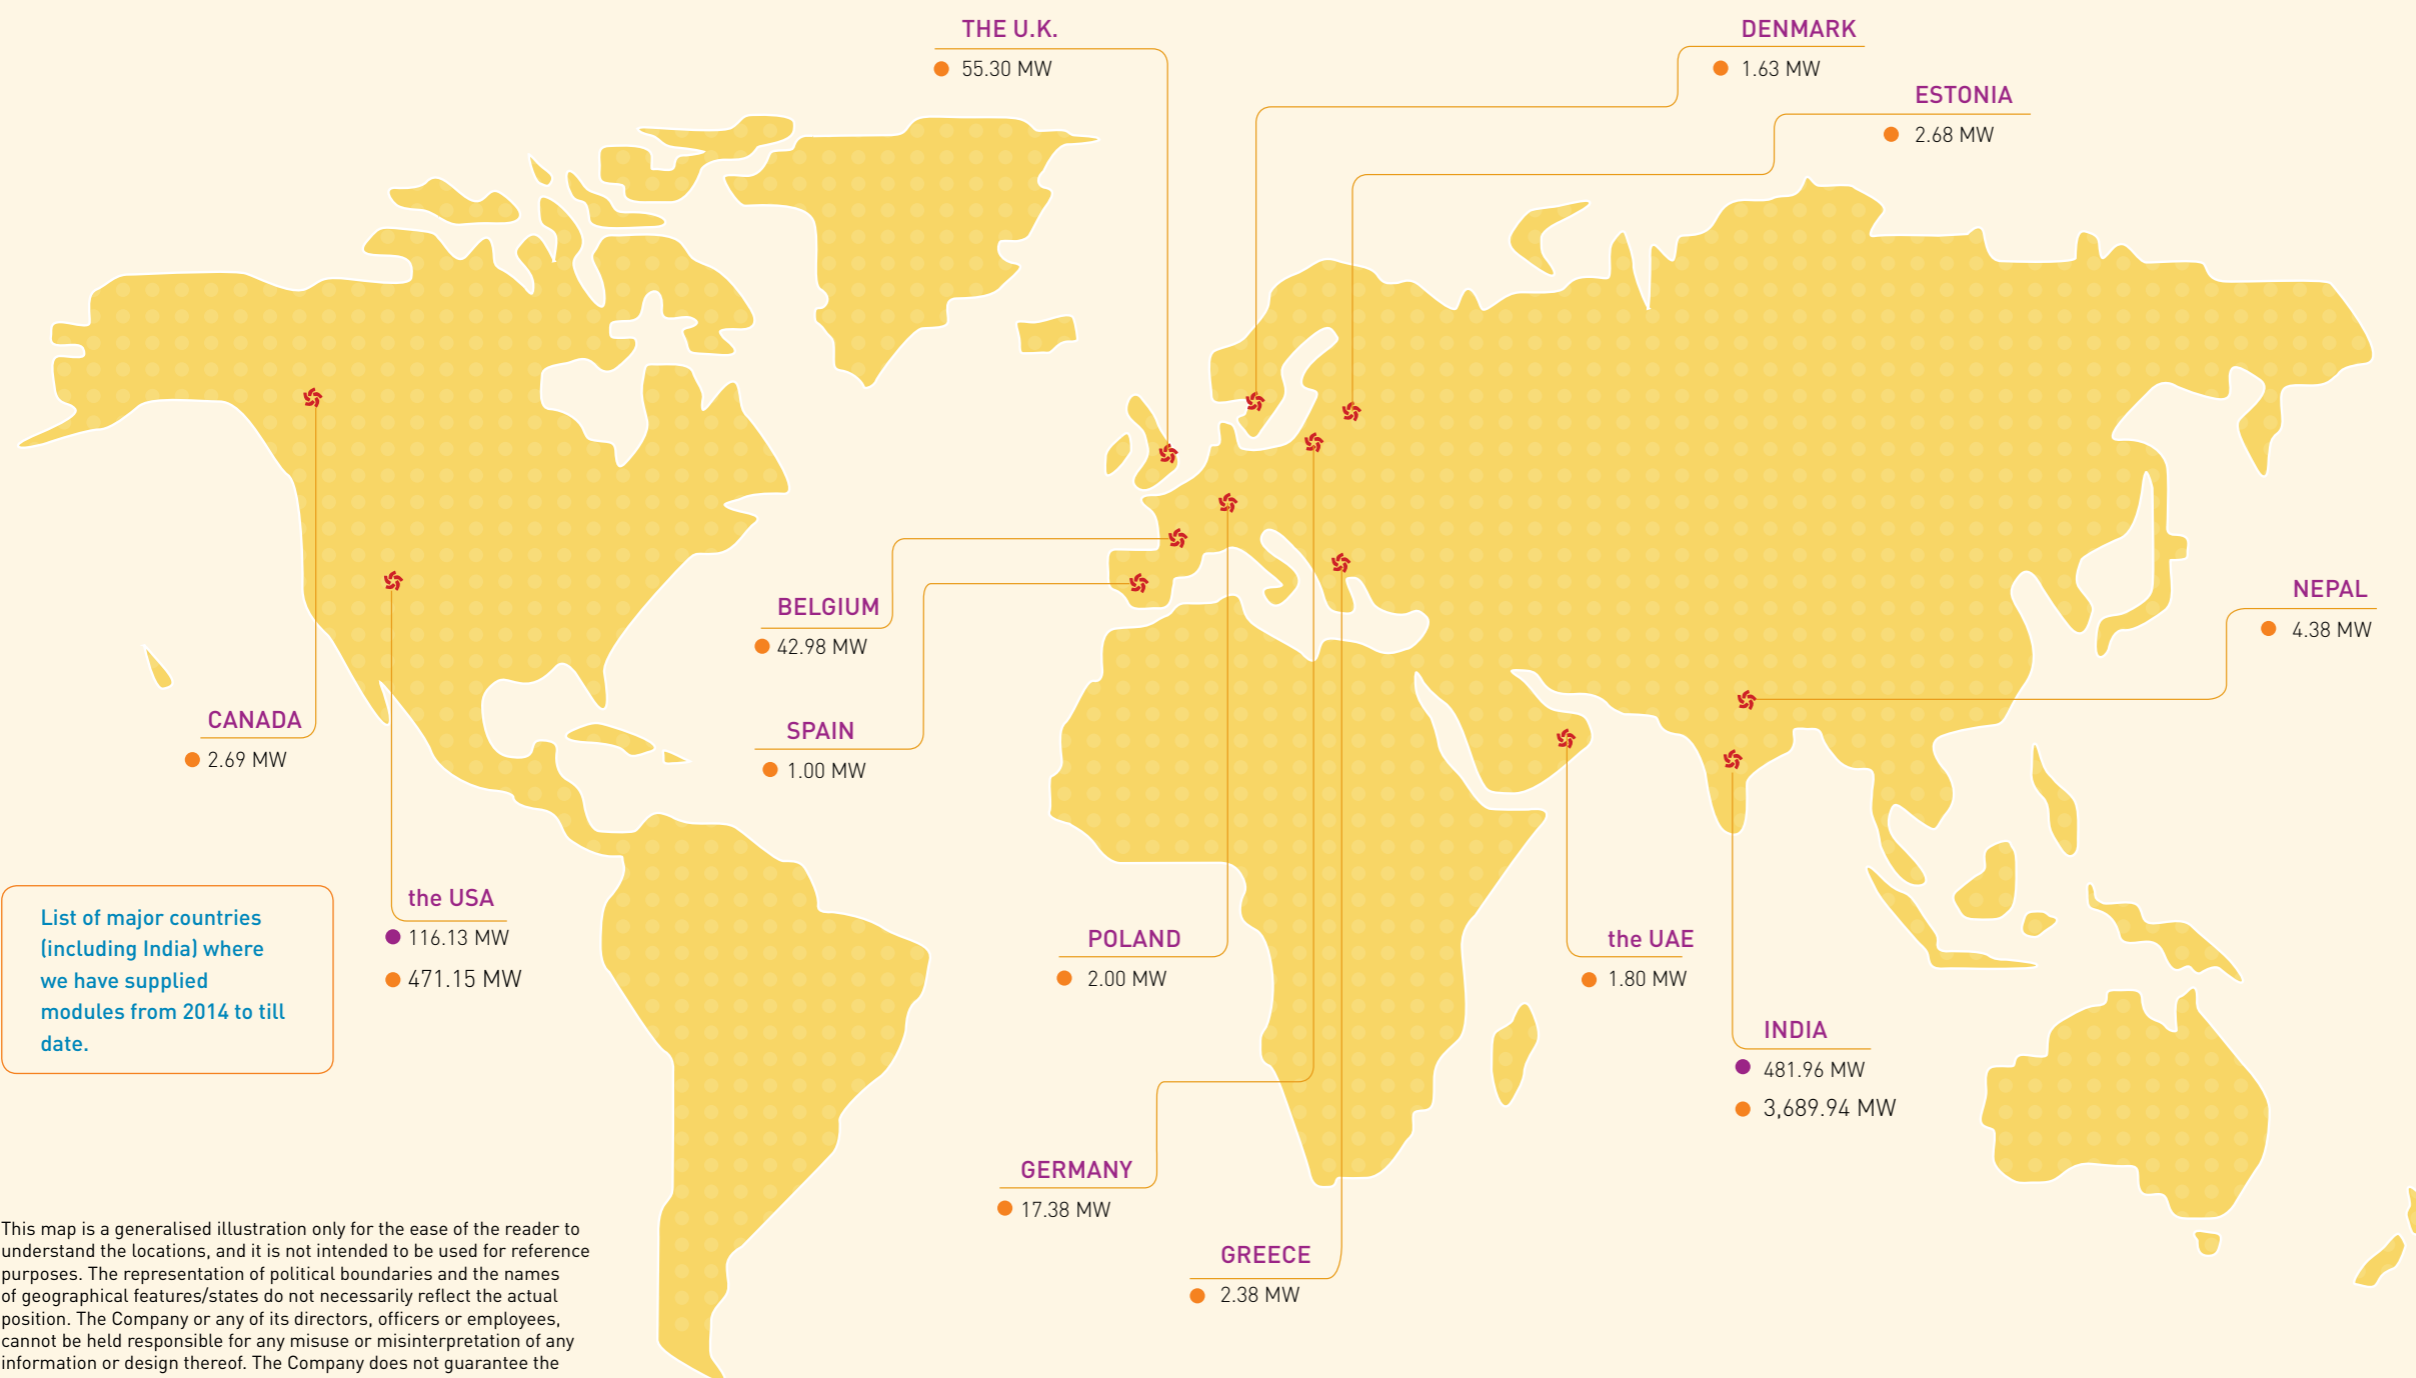 THE U.K.
55.30 MW
DENMARK
1.63 MW
ESTONIA
2.68 MW
NEPAL
4.38 MW
BELGIUM
42.98 MW
SPAIN
1.00 MW
CANADA
2.69 MW
the USA
116.13 MW
471.15 MW
POLAND
2.00 MW
the UAE
1.80 MW
INDIA
481.96 MW
3,689.94 MW
GERMANY
17.38 MW
GREECE
2.38 MW
List of major countries
(including India) where
we have supplied
modules from 2014 to till
date.
This map is a generalised illustration only for the ease of the reader to
understand the locations, and it is not intended to be used for reference
purposes. The representation of political boundaries and the names
of geographical features/states do not necessarily reflect the actual
position. The Company or any of its directors, officers or employees,
cannot be held responsible for any misuse or misinterpretation of any
information or design thereof. The Company does not guarantee the